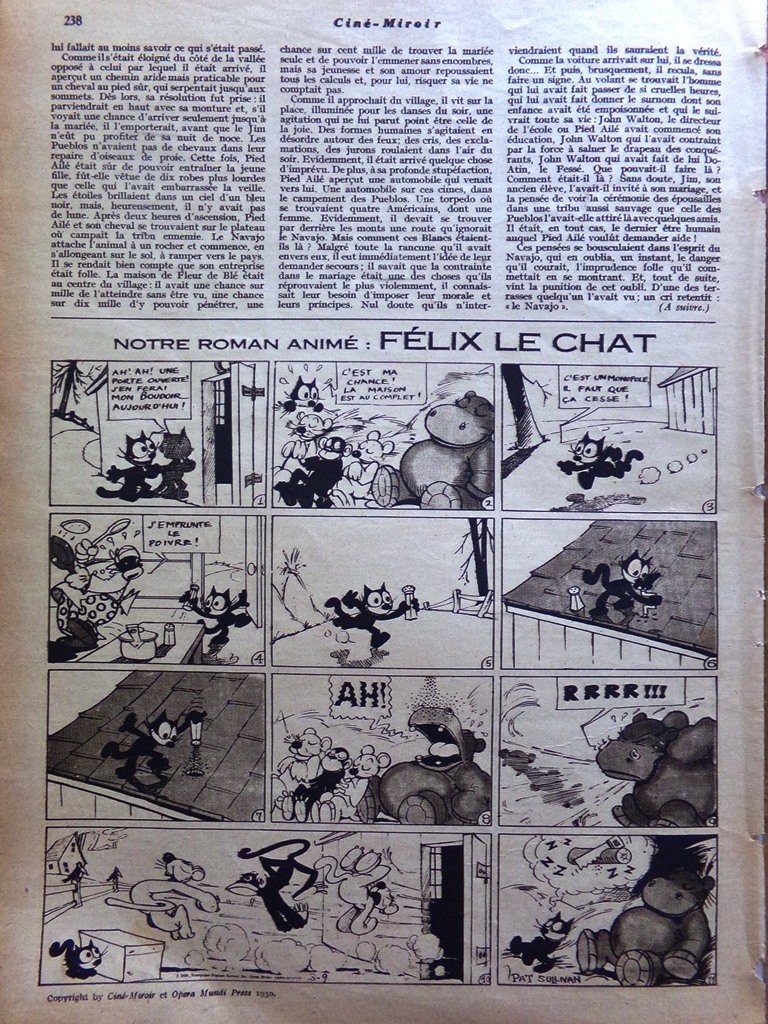 238
Ciné-Miroir
lui fallait au moins savoir ce qui s'était passé.
Comme ils'était éloigné du côté de la vallée
opposé à celui par lequel il était arrivé, il
aperçut un chemin aride mais praticable pour
un cheval au pied sûr, qui serpentait jusqu'aux
sommets. Dès lors, sa résolution fut prise : il
parviendrait en haut avec sa monture et, s'il
voyait une chance d'arriver seulement jusqu'à
la mariée, il l'emporterait, avant que le Jim
n'eût pu profiter de sa nuit de noce. Les
Pueblos n'avaient pas de chevaux dans leur
repaire d'oiseaux de proie. Cette fois, Pied
Ailé était sûr de pouvoir entraîner la jeune
fille, fût-elle vêtue de dix robes plus lourdes
que celle qui l'avait embarrassée la veille.
Les étoiles brillaient dans un ciel d'un bleu
noir, mais, heureusement, il n'y avait pas
de lune. Après deux heures d'ascension, Pied
Ailé et son cheval se trouvaient sur le plateau
où campait la tribu ennemie. Le Navajo
attache l'animal à un rocher et commence, en
s'allongeant sur le sol, à ramper vers le pays.
Il se rendait bien compte que son entreprise
était folle. La maison de Fleur de Blé était
au centre du village : il avait une chance sur
mille de l'atteindre sans être vu, une chance
sur dix mille d'y pouvoir pénétrer, une
chance sur cent mille de trouver la mariée
seule et de pouvoir l'emmener sans encombres,
mais sa jeunesse et son amour repoussaient
tous les calculs et, pour lui, risquer sa vie ne
comptait pas.
Comme il approchait du village, il vit sur la
place, illuminée pour les danses du soir, une
agitation qui ne lui parut point être celle de
la joie. Des formes humaines s'agitaient en
désordre autour des feux; des cris, des excla-
mations, des jurons roulaient dans l'air du
soir. Evidemment, il était arrivé quelque chose
d'imprévu. De plus, à sa profonde stupéfaction,
Pied Ailé aperçut une automobile qui venait
vers lui. Une automobile sur ces cimes, dans
le campement des Pueblos. Une torpedo où
se trouvaient quatre Américains, dont une
femme. Evidemment, il devait se trouver
par derrière les monts une route qu'ignorait
le Navajo. Mais comment ces Blancs étaient-
ils là ? Malgré toute la rancune qu'il avait
envers eux, il eut immédiatement l'idée de leur
demander secours ; il savait que la contrainte
dans le mariage était une des choses qu'ils
réprouvaient le plus violemment, il connais-
sait leur besoin d'imposer leur morale et
leurs principes. Nul doute qu'ils n'inter-
viendraient quand ils sauraient la vérité.
Comme la voiture arrivait sur lui, il se dressa
donc... Et puis, brusquement, il recula, sans
faire un signe. Au volant se trouvait l'homme
qui lui avait fait passer de si cruelles heures,
qui lui avait fait donner le surnom dont son
enfance avait été empoisonnée et qui le sui-
vrait toute sa vie : John Walton, le directeur
de l'école ou Pied Ailé avait commencé son
éducation, John Walton qui l'avait contraint
par la force à saluer le drapeau des conqué-
rants, John Walton qui avait fait de lui Do-
Atin, le Fessé. Que pouvait-il faire là ?
Comment était-il là ? Sans doute, Jim, son
ancien élève, l'avait-il invité à son mariage, et
la pensée de voir la cérémonie des épousailles
dans une tribu aussi sauvage que celle des
Pueblos l'avait-elle attiré là avec quelques amis.
Il était, en tout cas, le dernier être humain
auquel Pied Ailé voulût demander aide !
Ces pensées se bousculaient dans l'esprit du
Navajo, qui en oublia, un instant, le danger
qu'il courait, l'imprudence folle qu'il com-
mettait en se montrant. Et, tout de suite,
vint la punition de cet oubli. D'une des ter-
rasses quelqu'un l'avait vu ; un cri retentit :
« le Navajo ».
(A suivre.)
NOTRE ROMAN ANIMÉ : FÉLIX LE CHAT
AH! AH! UNE
PORTE OUVERTE!
J'EN FERAI
MON BOUDOIR
AUJOURD'HUI!
1
C'EST MA
CHANCE!
LA MAISON
EST AU COMPLET!
2
C'EST UN MONOPOLE,
IL FAUT QUE
ÇA CESSE!
3
J'EMPRUNTE
LE
POIVRE!
4
5
6
7
AH!
8
RRRR!!!
9
5-9
10
Z Z Z
PAT SULLIVAN
Copyright by Ciné-Miroir et Opera Mundi Press 1930.